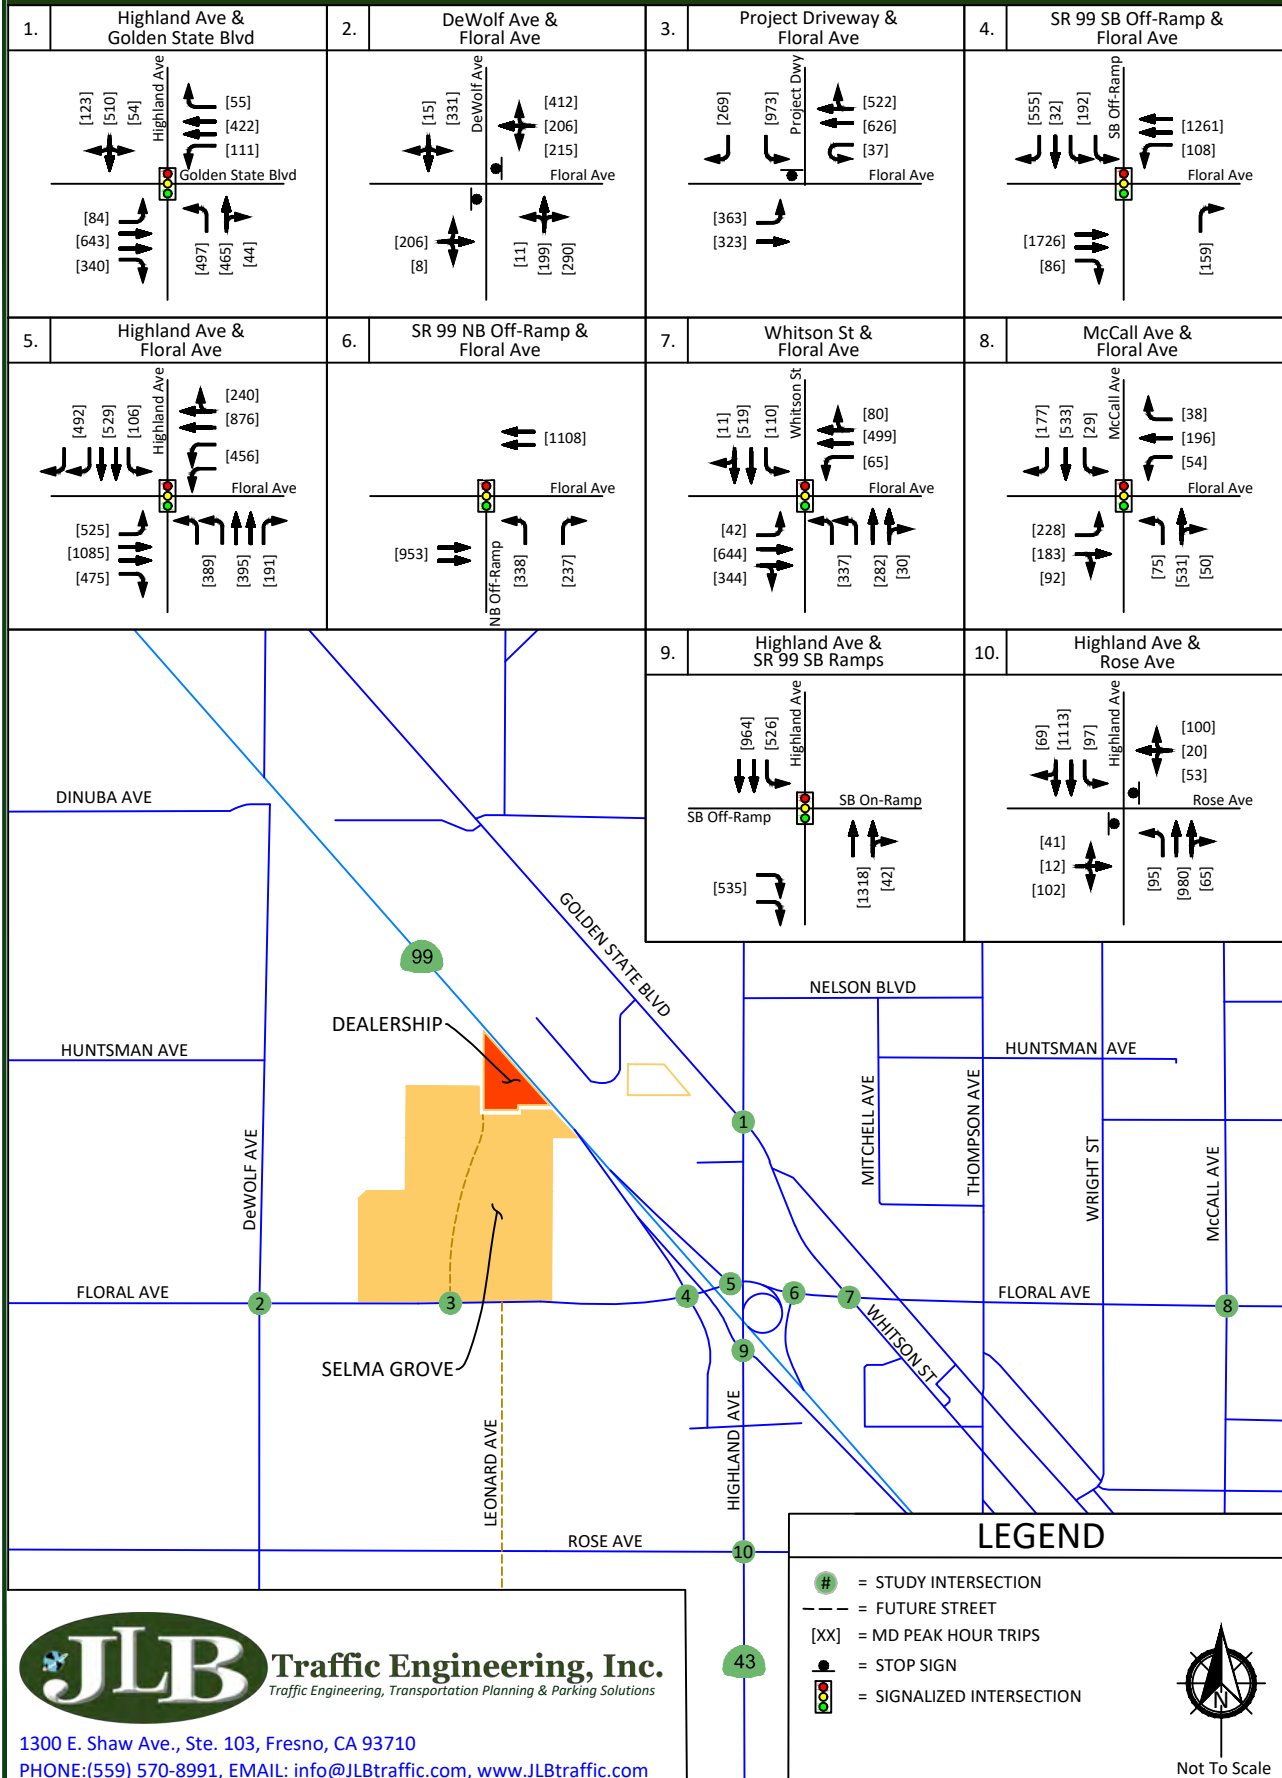 1.
Highland Ave &
Golden State Blvd
[123]
[510]
[54]
Highland Ave
[55]
[422]
[111]
Golden State Blvd
[84]
[643]
[340]
[497]
[465]
[44]
2.
DeWolf Ave &
Floral Ave
[15]
[331]
DeWolf Ave
[412]
[206]
[215]
Floral Ave
[206]
[8]
[11]
[199]
[290]
3.
Project Driveway &
Floral Ave
[269]
[973]
Project Dwy
[522]
[626]
[37]
Floral Ave
[363]
[323]
4.
SR 99 SB Off-Ramp &
Floral Ave
[555]
[32]
[192]
SB Off-Ramp
[1261]
[108]
Floral Ave
[1726]
[86]
[159]
5.
Highland Ave &
Floral Ave
[492]
[529]
[106]
Highland Ave
[240]
[876]
[456]
Floral Ave
[525]
[1085]
[475]
[389]
[395]
[191]
6.
SR 99 NB Off-Ramp &
Floral Ave
[1108]
Floral Ave
[953]
NB Off-Ramp
[338]
[237]
7.
Whitson St &
Floral Ave
[11]
[519]
[110]
Whitson St
[80]
[499]
[65]
Floral Ave
[42]
[644]
[344]
[337]
[282]
[30]
8.
McCall Ave &
Floral Ave
[177]
[533]
[29]
McCall Ave
[38]
[196]
[54]
Floral Ave
[228]
[183]
[92]
[75]
[531]
[50]
9.
Highland Ave &
SR 99 SB Ramps
[964]
[526]
Highland Ave
SB On-Ramp
SB Off-Ramp
[535]
[1318]
[42]
10.
Highland Ave &
Rose Ave
[69]
[1113]
[97]
Highland Ave
[100]
[20]
[53]
Rose Ave
[41]
[12]
[102]
[95]
[980]
[65]
DINUBA AVE
GOLDEN STATE BLVD
99
NELSON BLVD
DEALERSHIP
HUNTSMAN AVE
HUNTSMAN AVE
MITCHELL AVE
THOMPSON AVE
WRIGHT ST
McCALL AVE
DeWOLF AVE
1
FLORAL AVE
2
3
4
5
6
7
FLORAL AVE
8
WHITSON ST
9
SELMA GROVE
HIGHLAND AVE
LEONARD AVE
ROSE AVE
10
43
LEGEND
# = STUDY INTERSECTION
= FUTURE STREET
[XX] = MD PEAK HOUR TRIPS
= STOP SIGN
= SIGNALIZED INTERSECTION
N
Not To Scale
JLB Traffic Engineering, Inc.
Traffic Engineering, Transportation Planning & Parking Solutions
1300 E. Shaw Ave., Ste. 103, Fresno, CA 93710
PHONE:(559) 570-8991, EMAIL: info@JLBtraffic.com, www.JLBtraffic.com